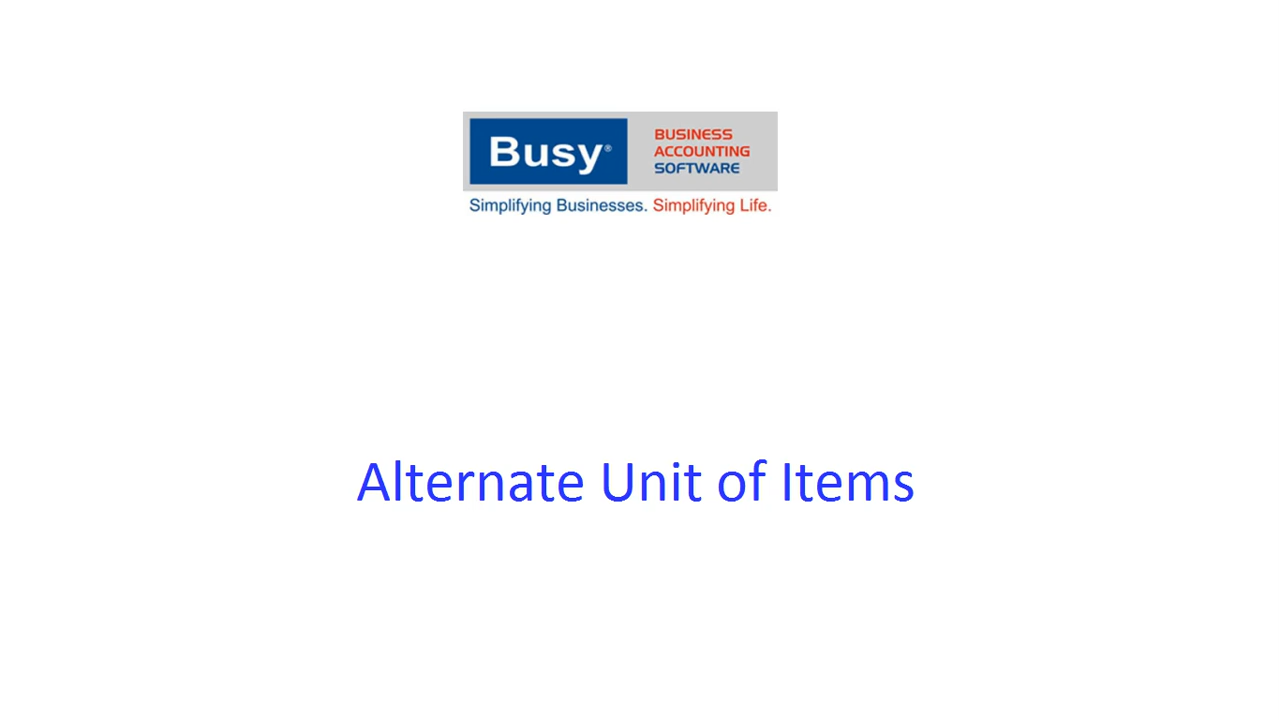 Busy®
BUSINESS
ACCOUNTING
SOFTWARE
Simplifying Businesses. Simplifying Life.
Alternate Unit of Items